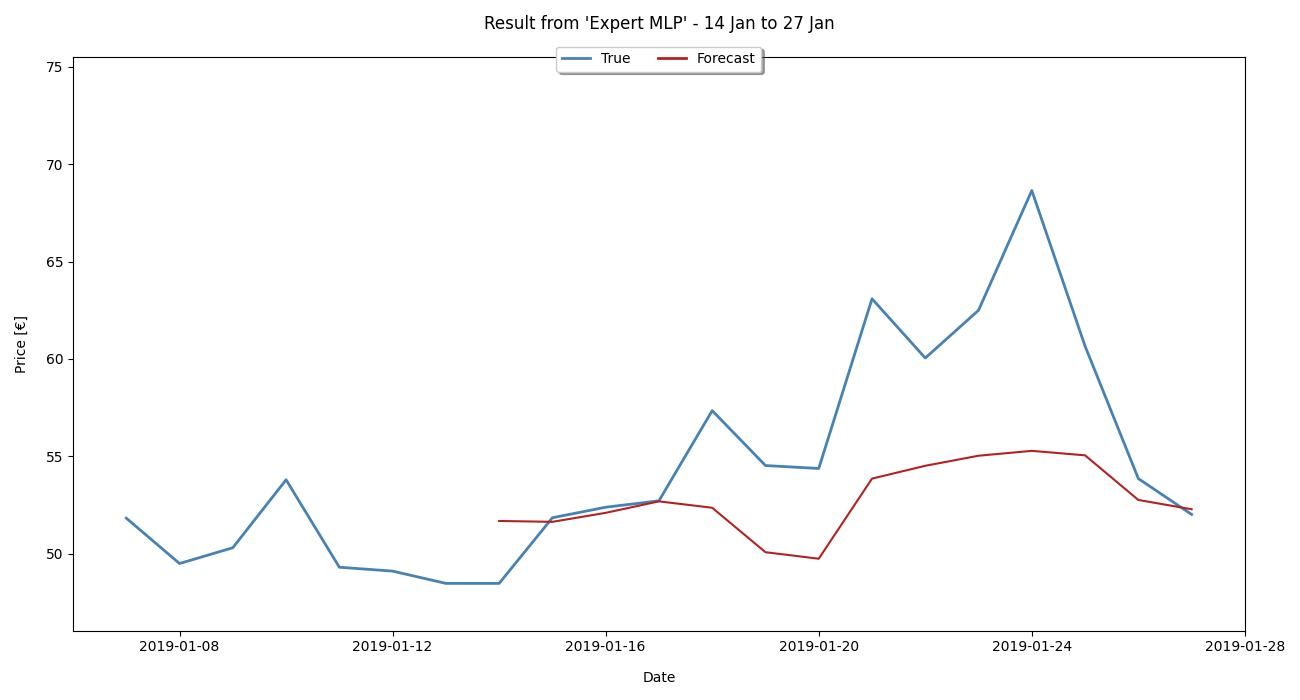 Result from 'Expert MLP' - 14 Jan to 27 Jan
True Forecast
75
70
65
60
55
50
Price [€]
2019-01-08 2019-01-12 2019-01-16 2019-01-20 2019-01-24 2019-01-28
Date